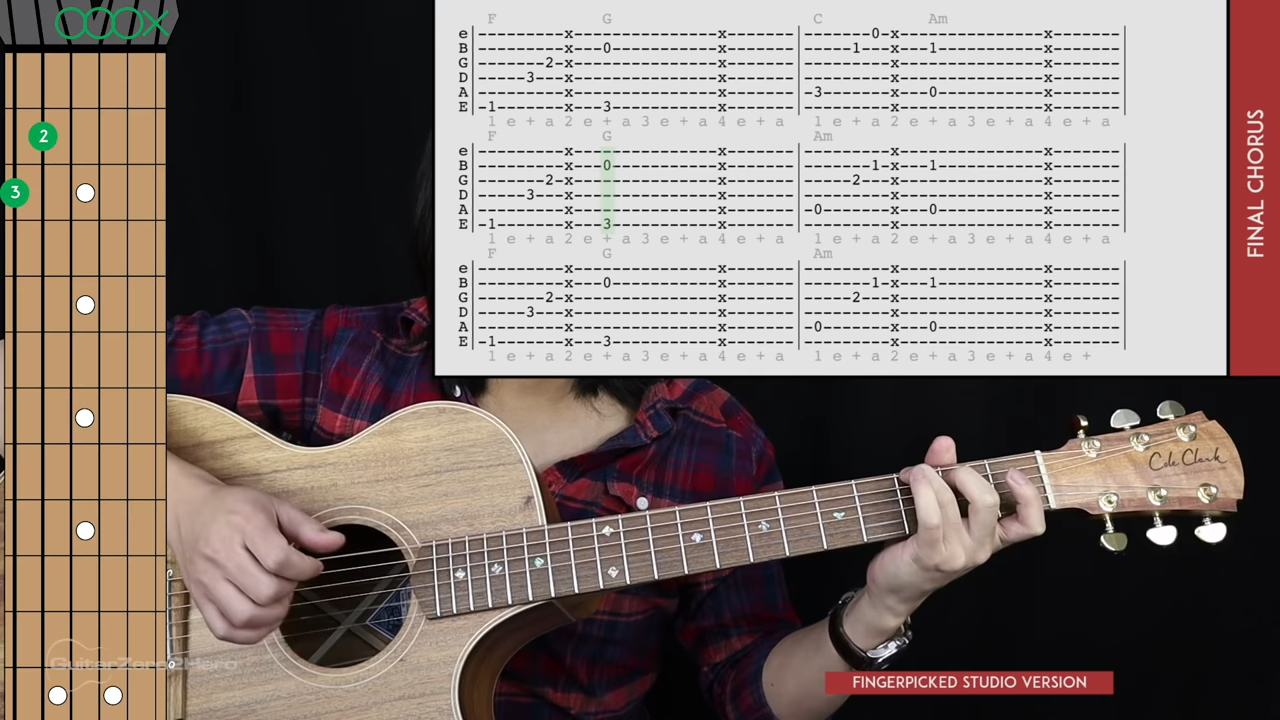 OOOX
F G C Am
e|---------x---------------x-------|------0-x---------------x-------|
B|---------x---0-----------x-------|----1---x---1-----------x-------|
G|-------2-x---------------x-------|--------x---------------x-------|
D|-----3---x---------------x-------|--------x---------------x-------|
A|---------x---------------x-------|-3------x---0-----------x-------|
E|-1-------x---3-----------x-------|--------x---------------x-------|
1 e + a 2 e + a 3 e + a 4 e + a 1 e + a 2 e + a 3 e + a 4 e + a
F G Am
e|---------x---------------x-------|--------x---------------x-------|
B|---------x---0-----------x-------|------1-x---1-----------x-------|
G|-------2-x---------------x-------|----2---x---------------x-------|
D|-----3---x---------------x-------|--------x---------------x-------|
A|---------x---------------x-------|-0------x---0-----------x-------|
E|-1-------x---3-----------x-------|--------x---------------x-------|
1 e + a 2 e + a 3 e + a 4 e + a 1 e + a 2 e + a 3 e + a 4 e + a
F G Am
e|---------x---------------x-------|--------x---------------x-------|
B|---------x---0-----------x-------|------1-x---1-----------x-------|
G|-------2-x---------------x-------|----2---x---------------x-------|
D|-----3---x---------------x-------|--------x---------------x-------|
A|---------x---------------x-------|-0------x---0-----------x-------|
E|-1-------x---3-----------x-------|--------x---------------x-------|
1 e + a 2 e + a 3 e + a 4 e + a 1 e + a 2 e + a 3 e + a 4 e +
FINAL CHORUS
2
3
Cole Clark
GuitarZero2Hero
FINGERPICKED STUDIO VERSION